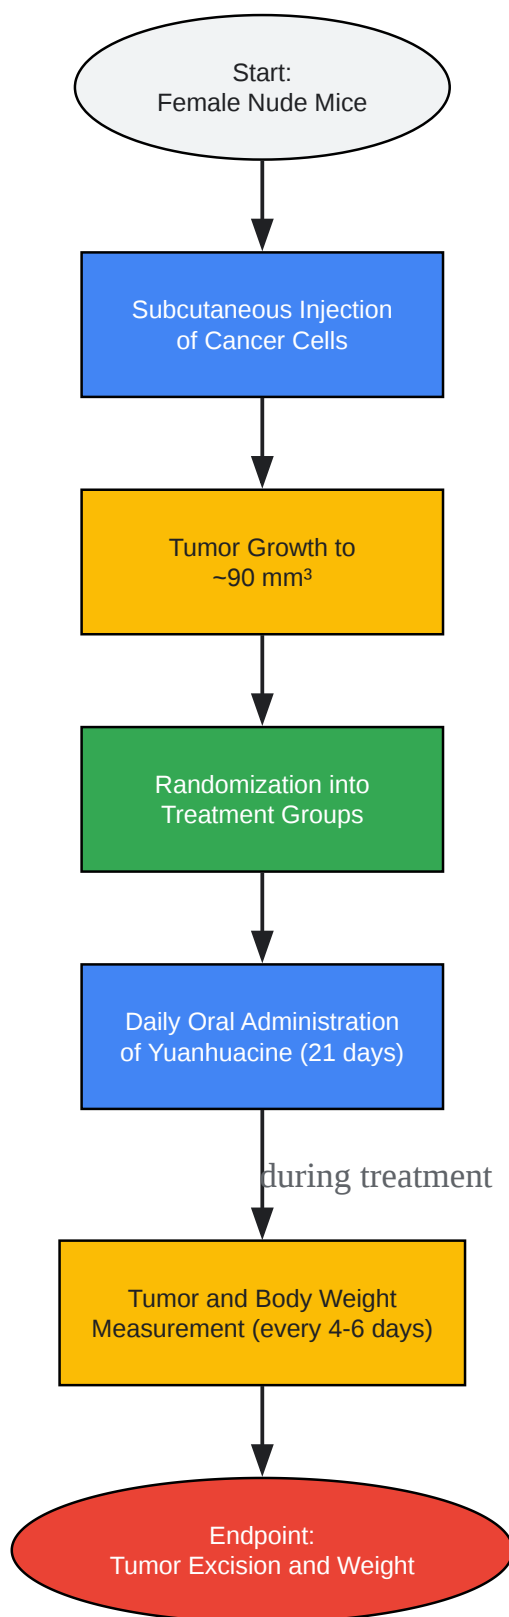 Start:
Female Nude Mice
Subcutaneous Injection
of Cancer Cells
Tumor Growth to
~90 mm³
Randomization into
Treatment Groups
Daily Oral Administration
of Yuanhuacine (21 days)
during treatment
Tumor and Body Weight
Measurement (every 4-6 days)
Endpoint:
Tumor Excision and Weight